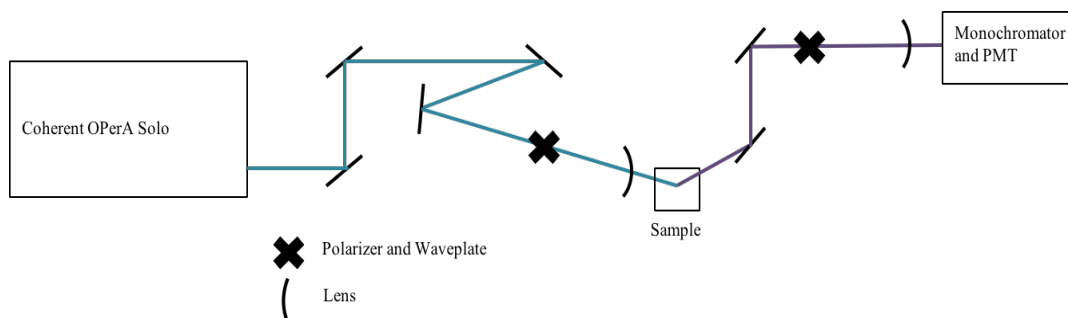 Monochromator
and PMT
Coherent OPerA Solo
Sample
Polarizer and Waveplate
Lens